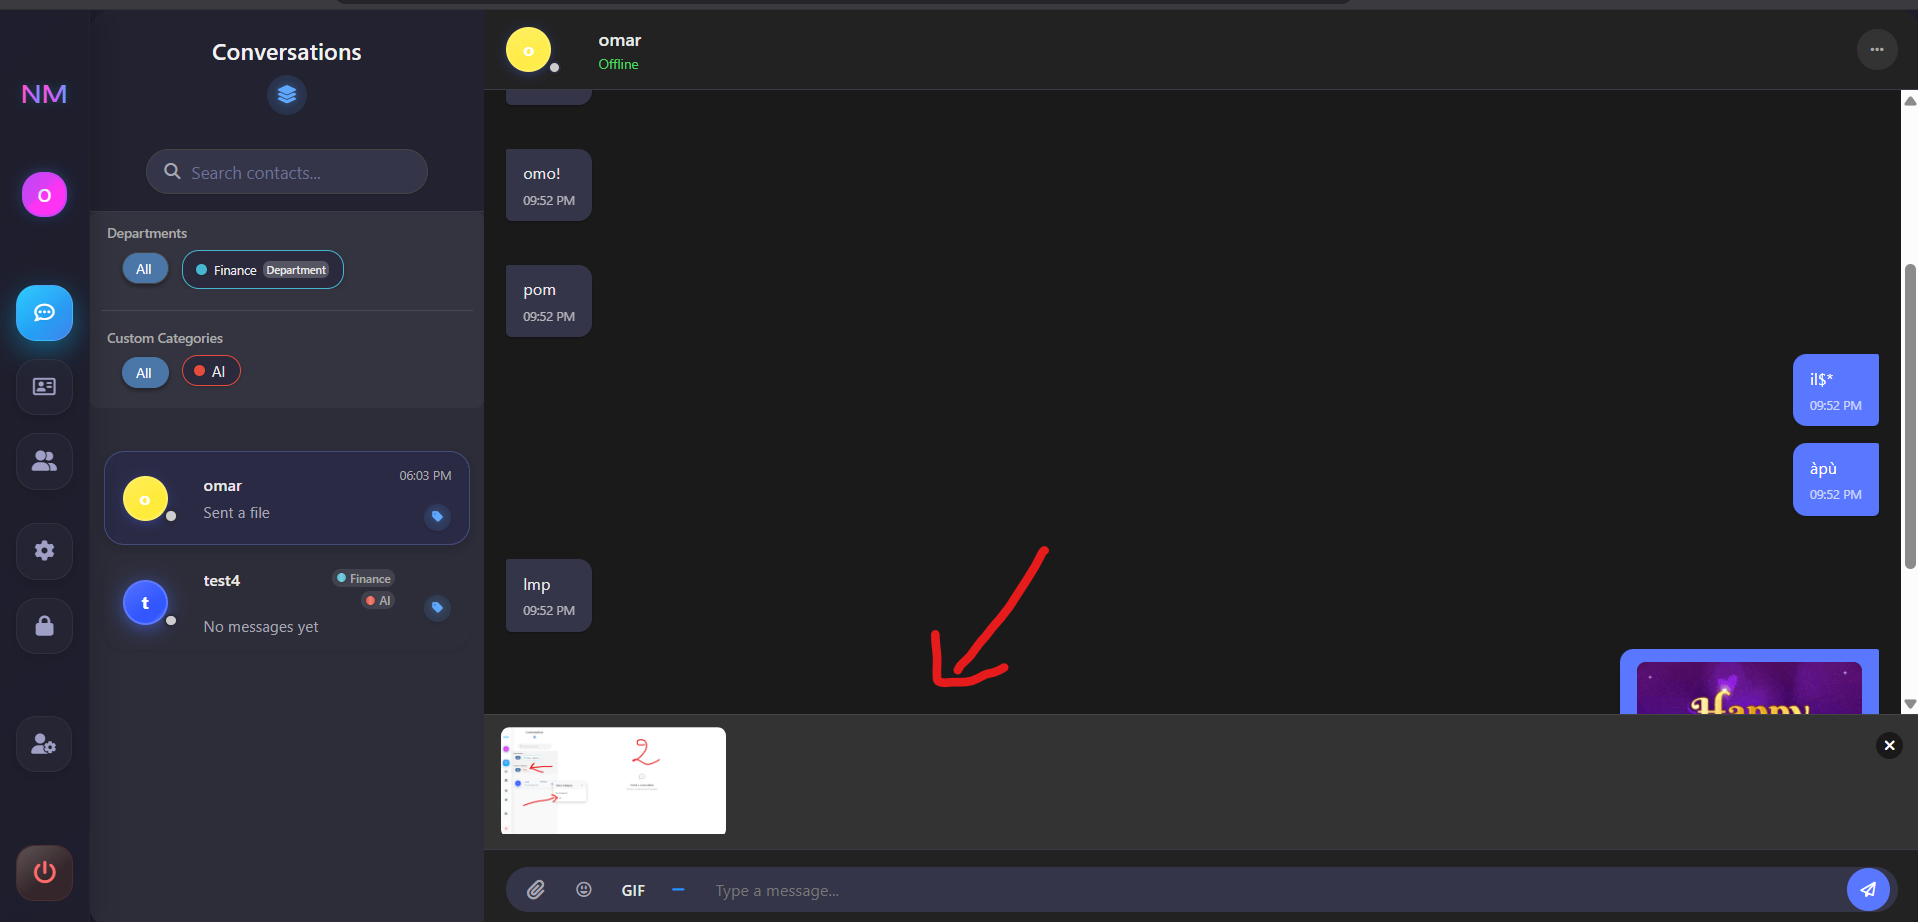 NM
O
Conversations
Search contacts...
Departments
All
Finance Department
Custom Categories
All
AI
o
omar
06:03 PM
Sent a file
t
test4
Finance
AI
No messages yet
o
omar
Offline
omo!
09:52 PM
pom
09:52 PM
il$*
09:52 PM
àpù
09:52 PM
lmp
09:52 PM
Happy
2
GIF
Type a message...